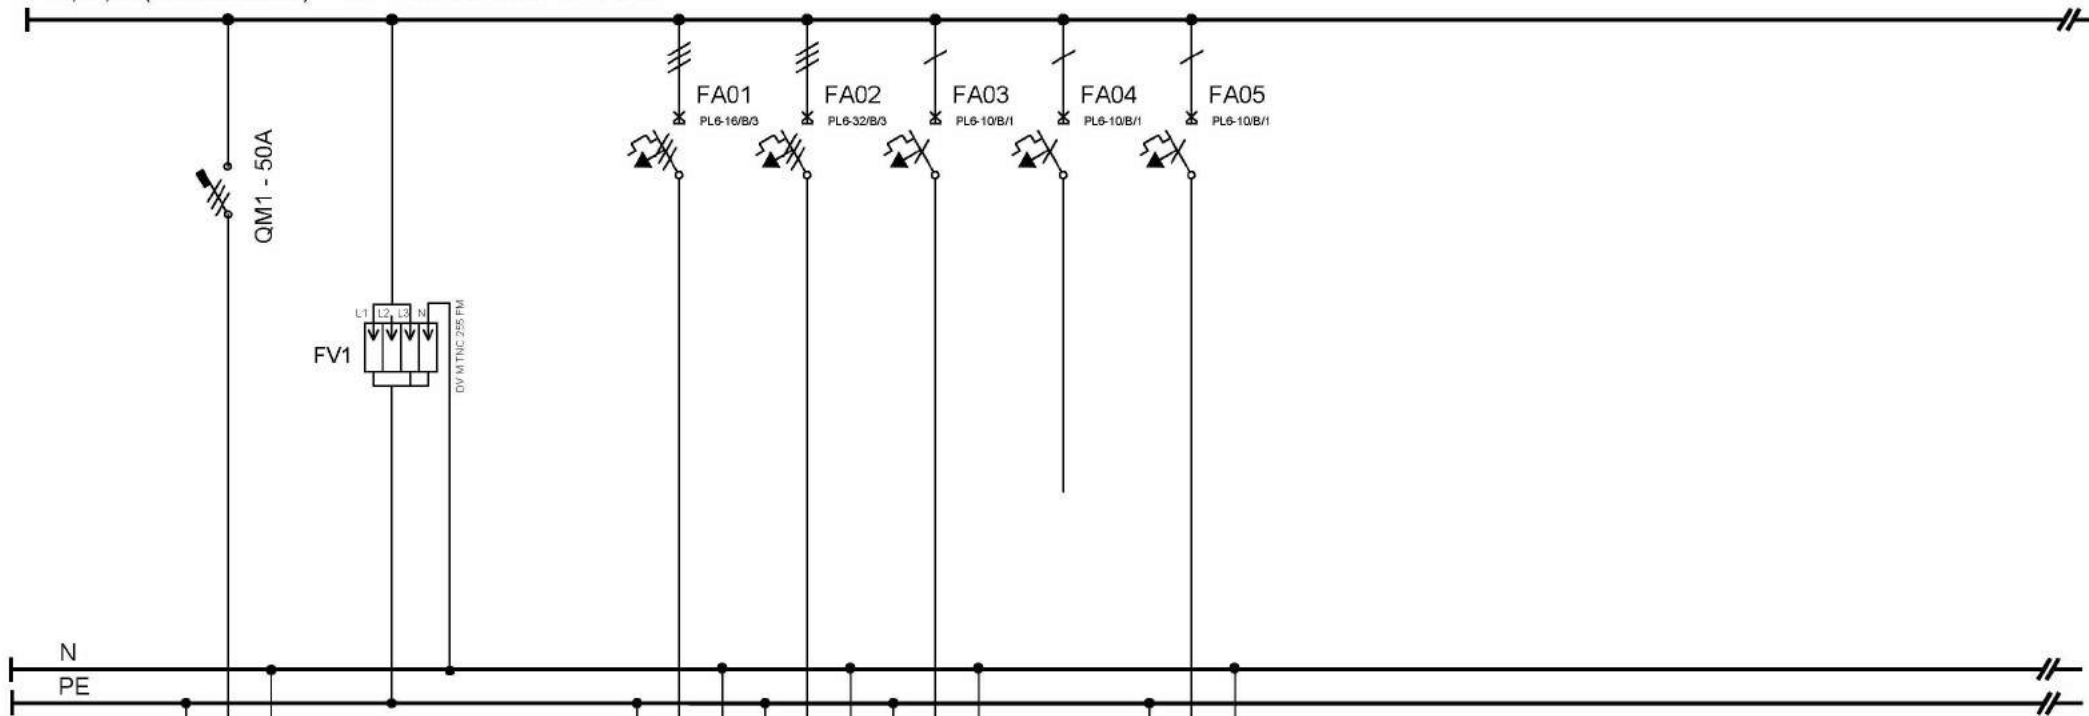 QM1 - 50A
FA01
PL6-16/B/3
FA02
PL6-32/B/3
FA03
PL6-10/B/1
FA04
PL6-10/B/1
FA05
PL6-10/B/1
L1 L2 L3 N
FV1
DV M TNC 255 FM
N
PE